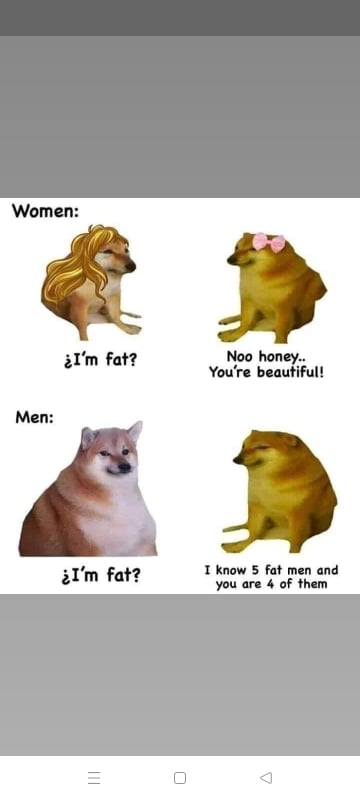 Women:
¿I'm fat?
Noo honey..
You're beautiful!
Men:
¿I'm fat?
I know 5 fat men and
you are 4 of them